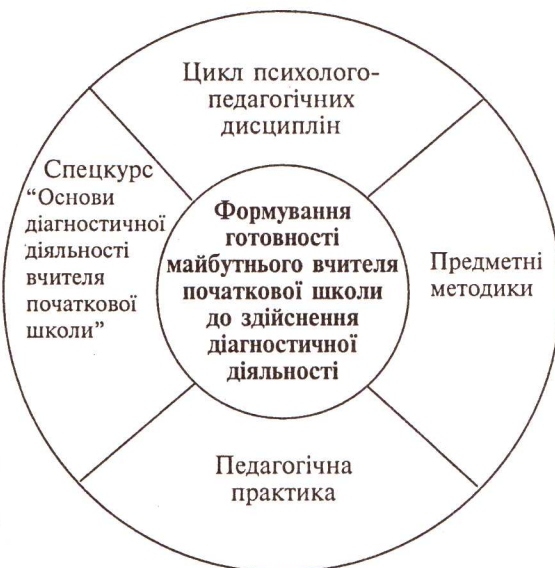 Цикл психолого-
педагогічних
дисциплін
Спецкурс
“Основи
діагностичної
діяльності
вчителя
початкової
школи”
Формування
готовності
майбутнього вчителя
початкової школи
до здійснення
діагностичної
діяльності
Предметні
методики
Педагогічна
практика